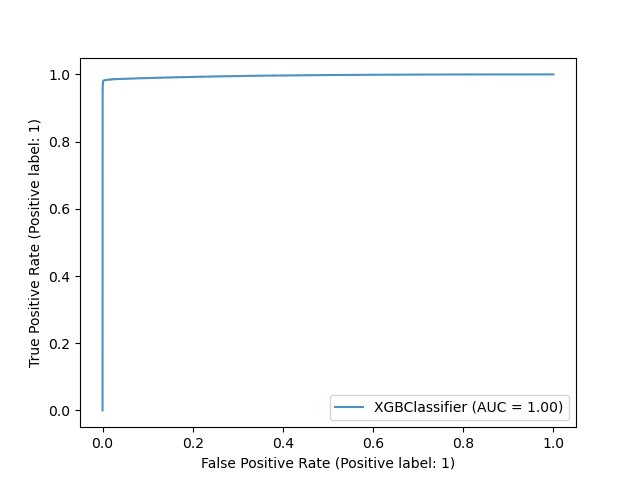 1.0
0.8
0.6
0.4
0.2
0.0
True Positive Rate (Positive label: 1)
XGBClassifier (AUC = 1.00)
0.0 0.2 0.4 0.6 0.8 1.0
False Positive Rate (Positive label: 1)